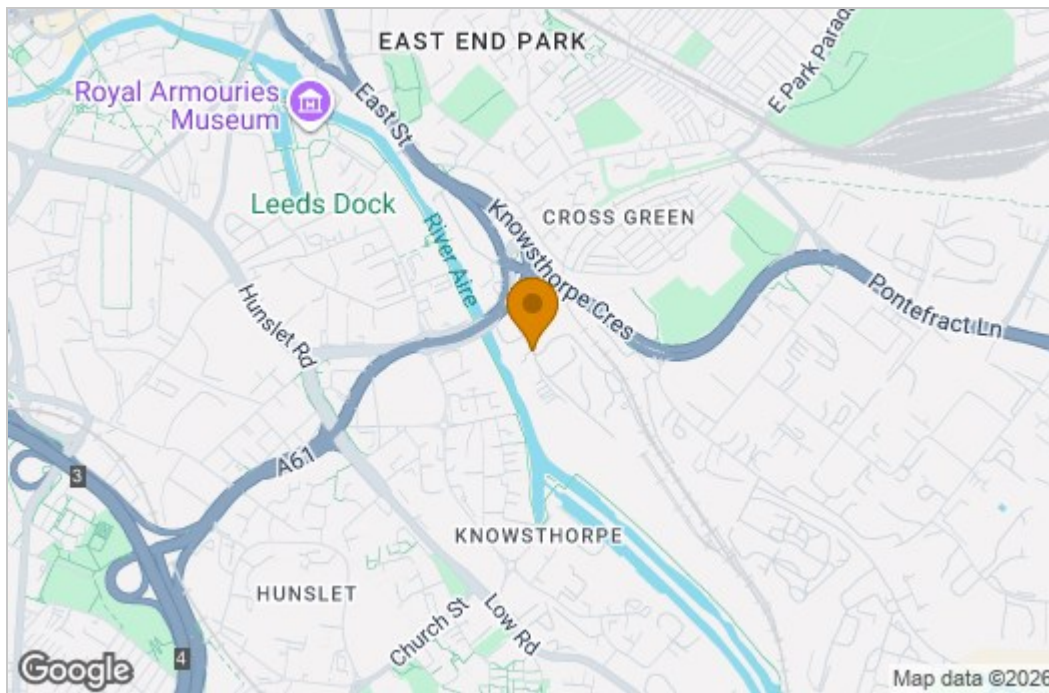 EAST END PARK
E Park Parade
Royal Armouries
Museum
East St
Leeds Dock
River Aire
CROSS GREEN
Knowsthorpe Cres
Hunslet Rd
Pontefract Ln
A61
3
KNOWSTHORPE
HUNSLET
Church St
Low Rd
4
Google
Map data ©2026